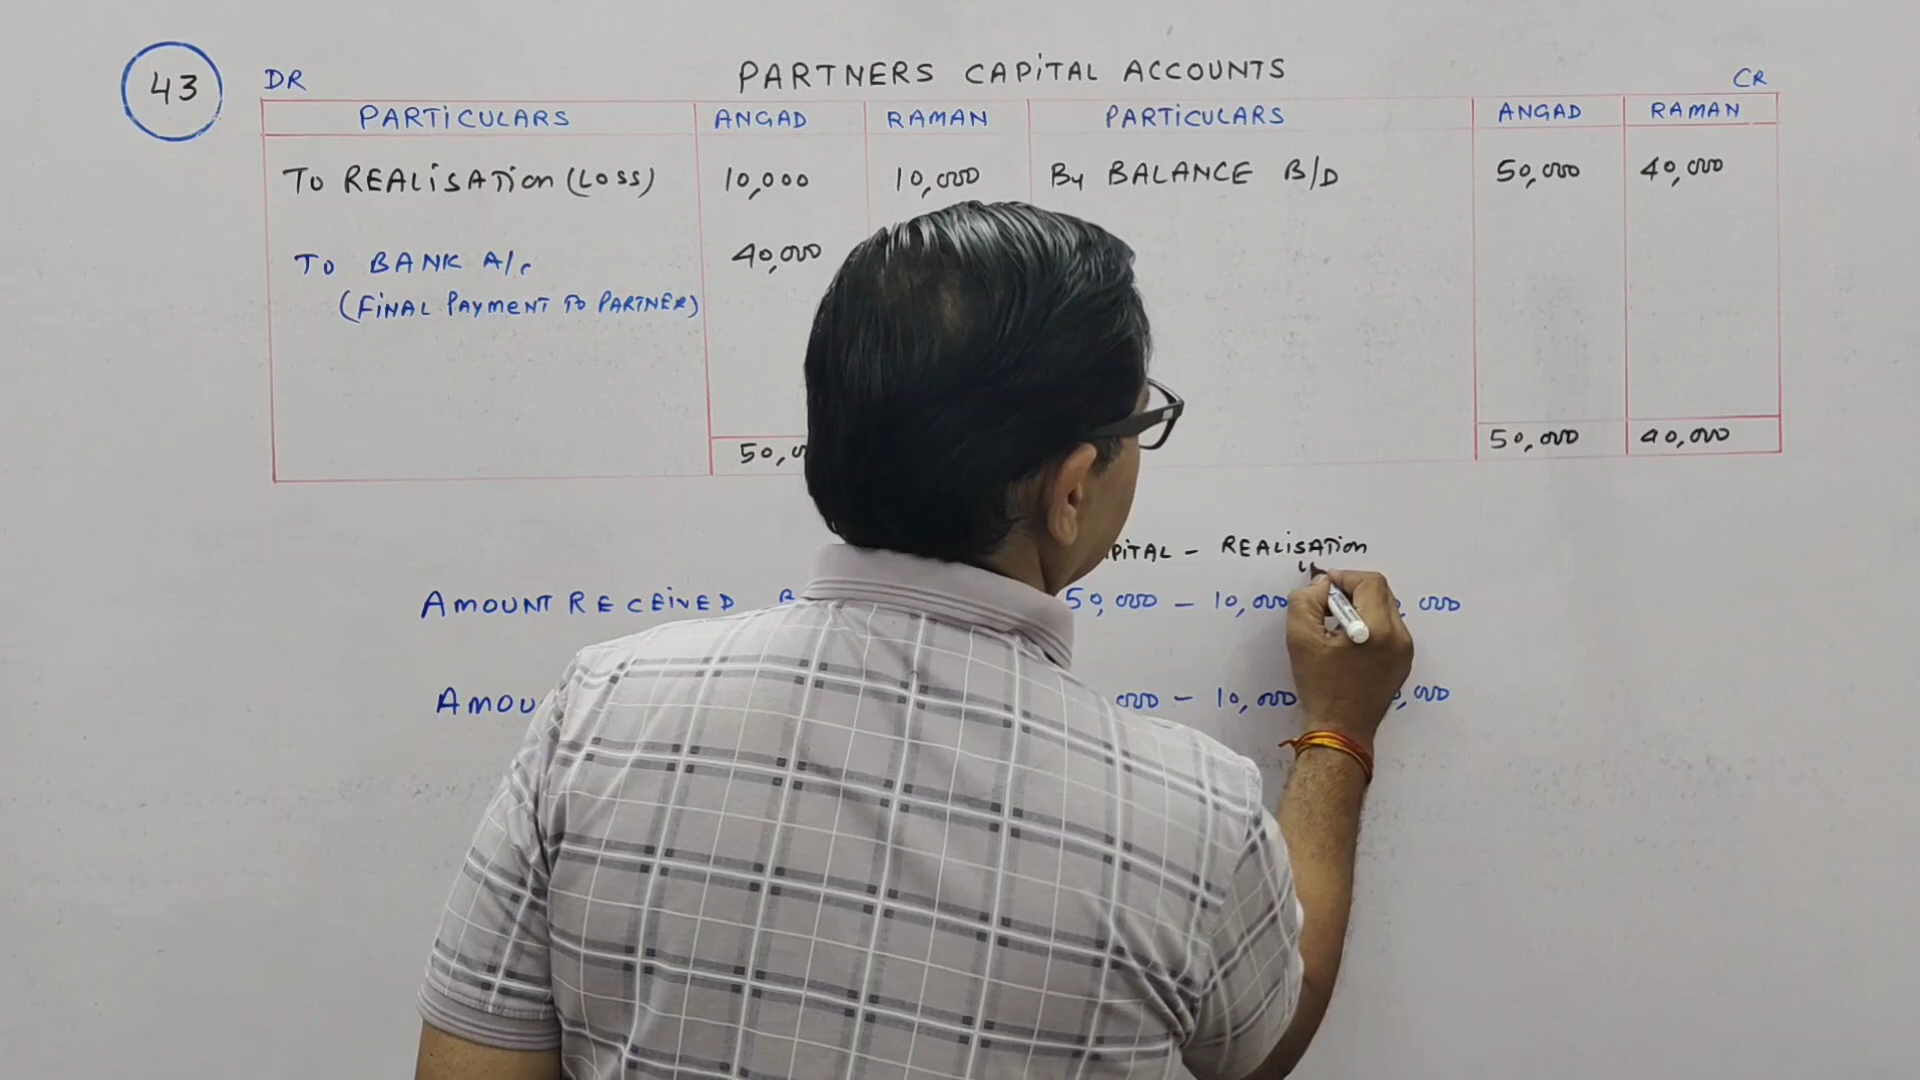 43
DR PARTNERS CAPITAL ACCOUNTS CR
PARTICULARS ANGAD RAMAN PARTICULARS ANGAD RAMAN
TO REALISATION (LOSS) 10,000 10,000 By BALANCE B/D 50,000 40,000
TO BANK A/c 40,000
(FINAL PAYMENT TO PARTNER)
50,0 50,000 40,000
PITAL - REALISATION
AMOUNT RECEIVED B 50,000 - 10,000 ,000
AMOU 000 - 10,000 ,000